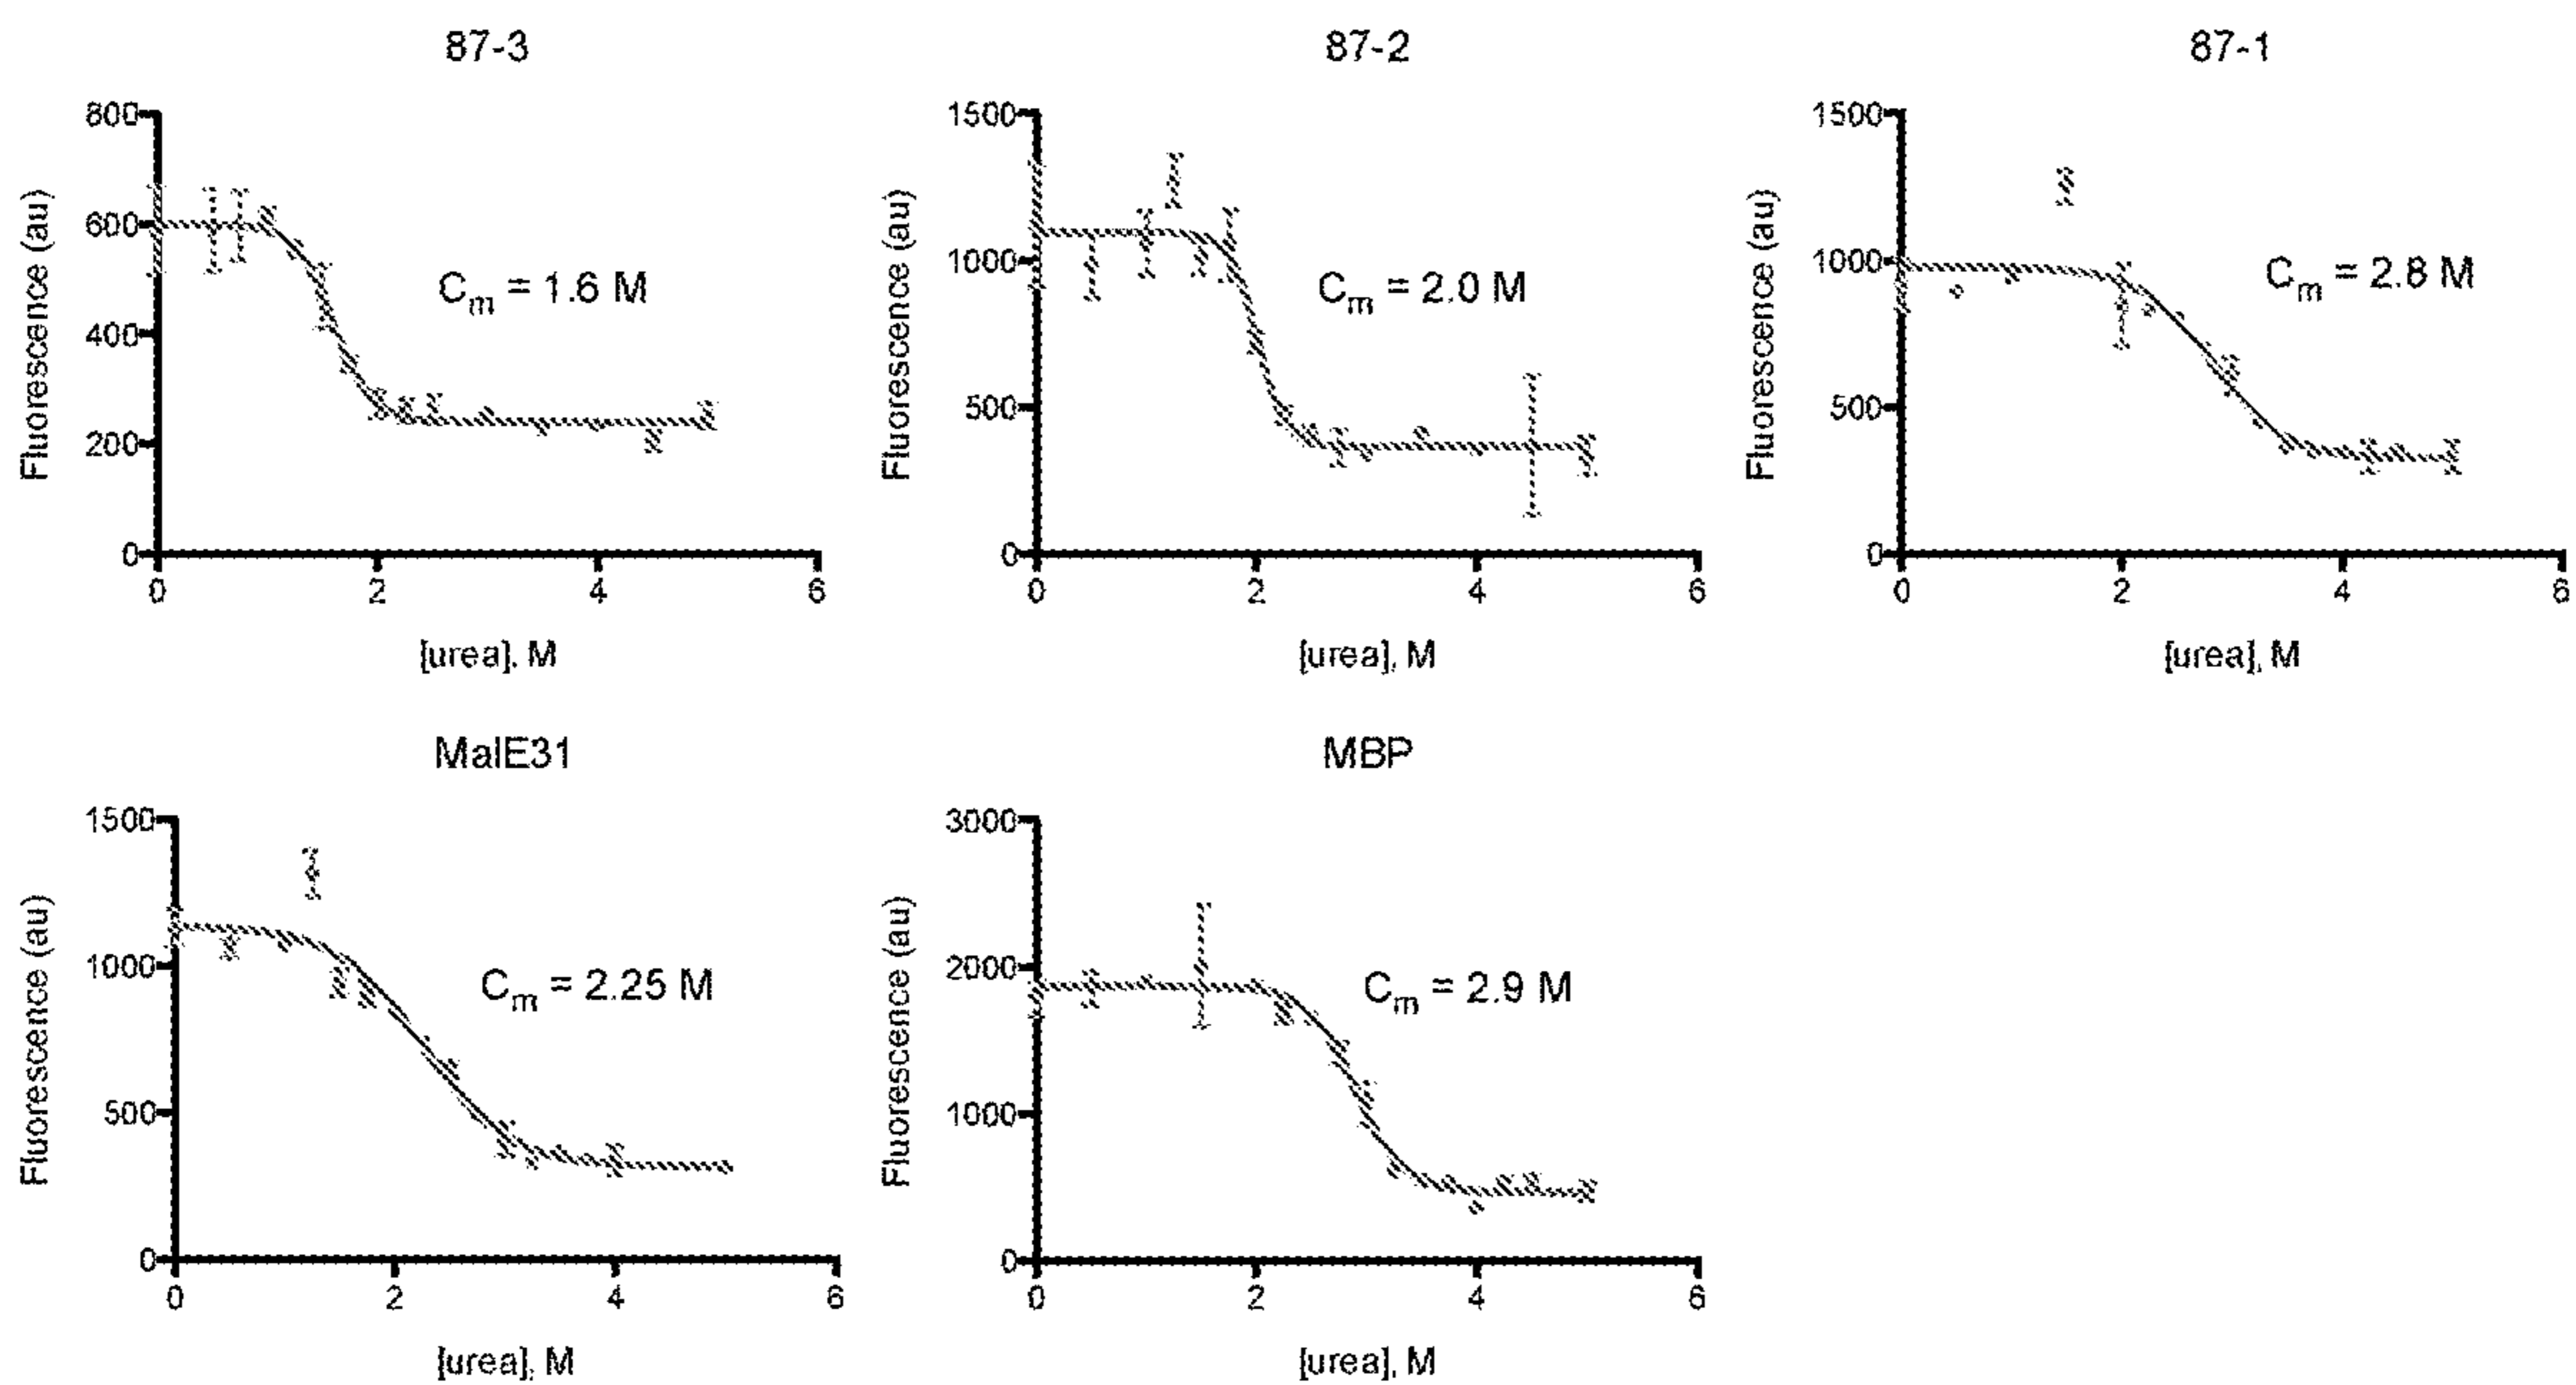 87-3
800
600
400
200
0
0 2 4 6
Fluorescence (au)
[urea], M
Cm = 1.6 M
87-2
1500
1000
500
0
0 2 4 6
Fluorescence (au)
[urea], M
Cm = 2.0 M
87-1
1500
1000
500
0
0 2 4 6
Fluorescence (au)
[urea], M
Cm = 2.8 M
MalE31
1500
1000
500
0
0 2 4 6
Fluorescence (au)
[urea], M
Cm = 2.25 M
MBP
3000
2000
1000
0
0 2 4 6
Fluorescence (au)
[urea], M
Cm = 2.9 M